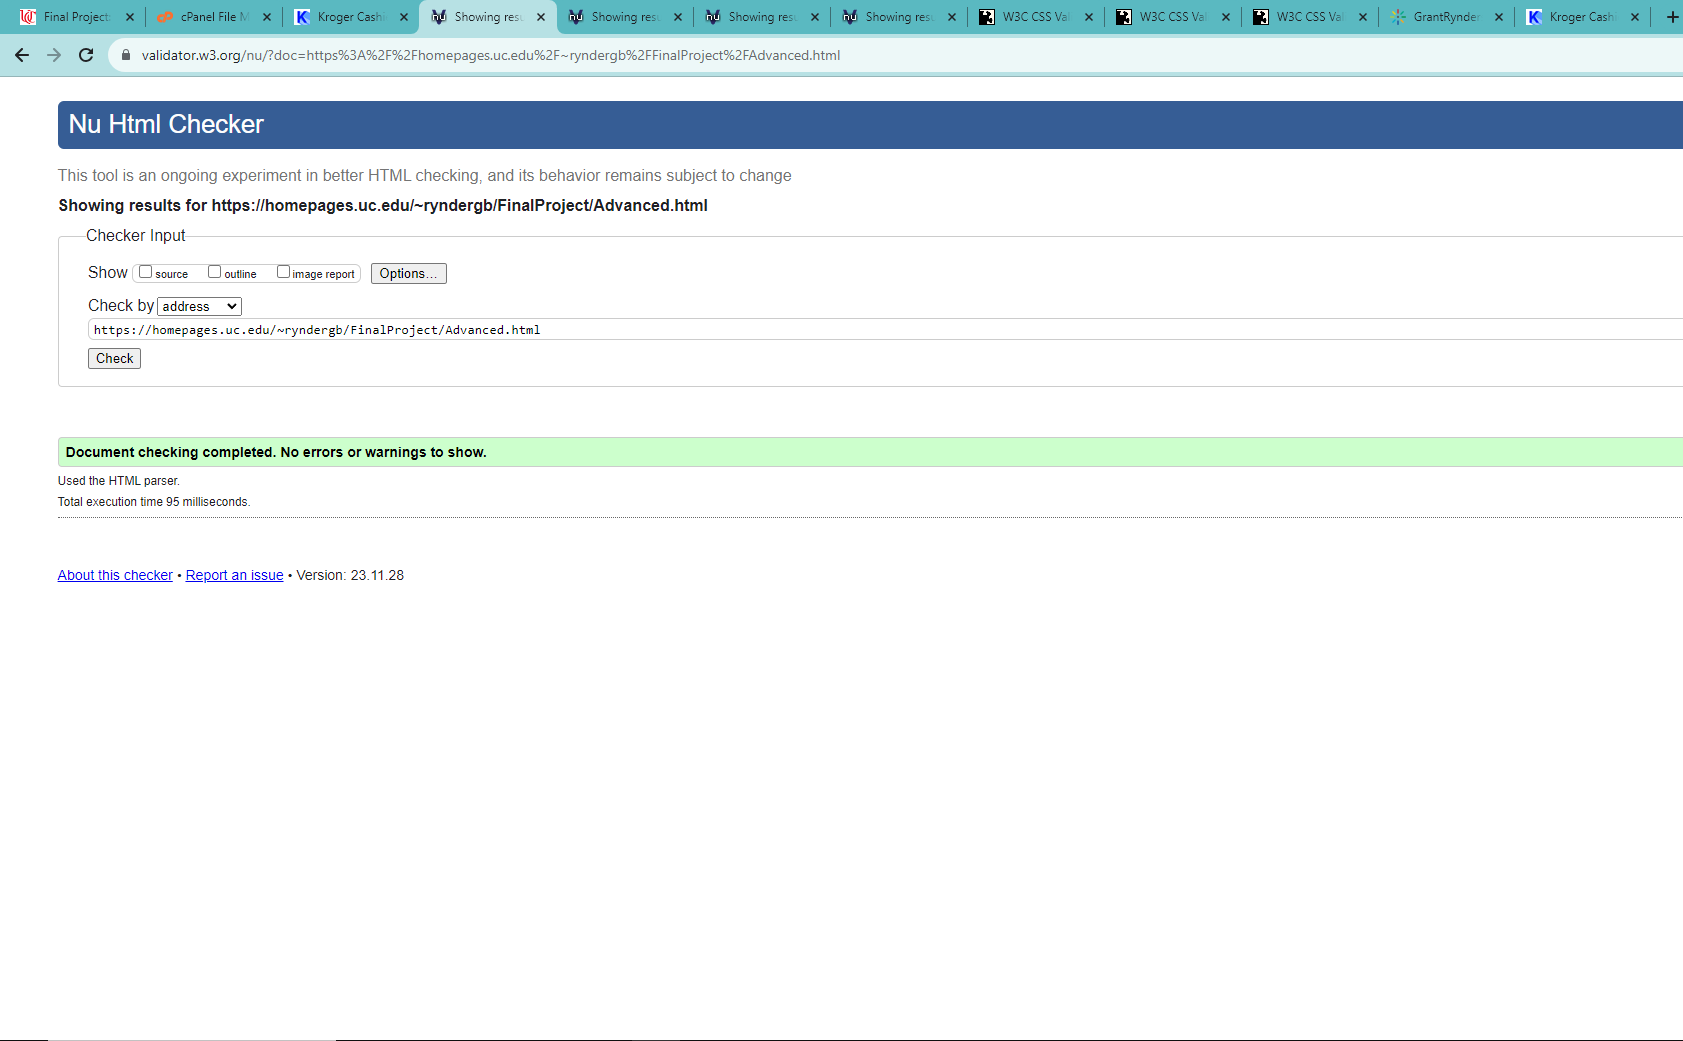 Final Project: cPanel File M Kroger Cashi Showing resu Showing resu Showing resu Showing resu W3C CSS Val W3C CSS Val W3C CSS Val GrantRynder Kroger Cashi
validator.w3.org/nu/?doc=https%3A%2F%2Fhomepages.uc.edu%2F~ryndergb%2FFinalProject%2FAdvanced.html
Nu Html Checker
This tool is an ongoing experiment in better HTML checking, and its behavior remains subject to change
Showing results for https://homepages.uc.edu/~ryndergb/FinalProject/Advanced.html
Checker Input
Show source outline image report Options...
Check by address
https://homepages.uc.edu/~ryndergb/FinalProject/Advanced.html
Check
Document checking completed. No errors or warnings to show.
Used the HTML parser.
Total execution time 95 milliseconds.
About this checker • Report an issue • Version: 23.11.28